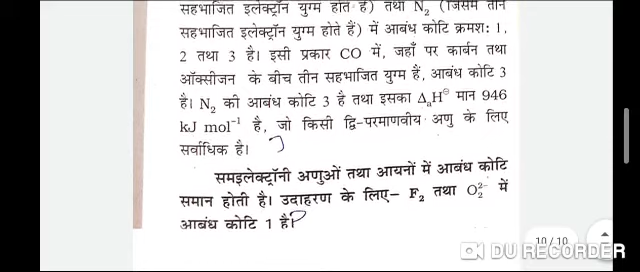 सहभाजित इलेक्ट्रॉन युग्म होते हैं) तथा N₂ (जिसमें तीन
सहभाजित इलेक्ट्रॉन युग्म होते हैं) में आबंध कोटि क्रमशः 1,
2 तथा 3 है। इसी प्रकार CO में, जहाँ पर कार्बन तथा
ऑक्सीजन के बीच तीन सहभाजित युग्म हैं, आबंध कोटि 3
है। N₂ की आबंध कोटि 3 है तथा इसका ΔₐH⊖ मान 946
kJ mol⁻¹ है, जो किसी द्वि-परमाणवीय अणु के लिए
सर्वाधिक है।
समइलेक्ट्रॉनी अणुओं तथा आयनों में आबंध कोटि
समान होती है। उदाहरण के लिए– F₂ तथा O₂²⁻ में
आबंध कोटि 1 है।
10 / 10
DU RECORDER